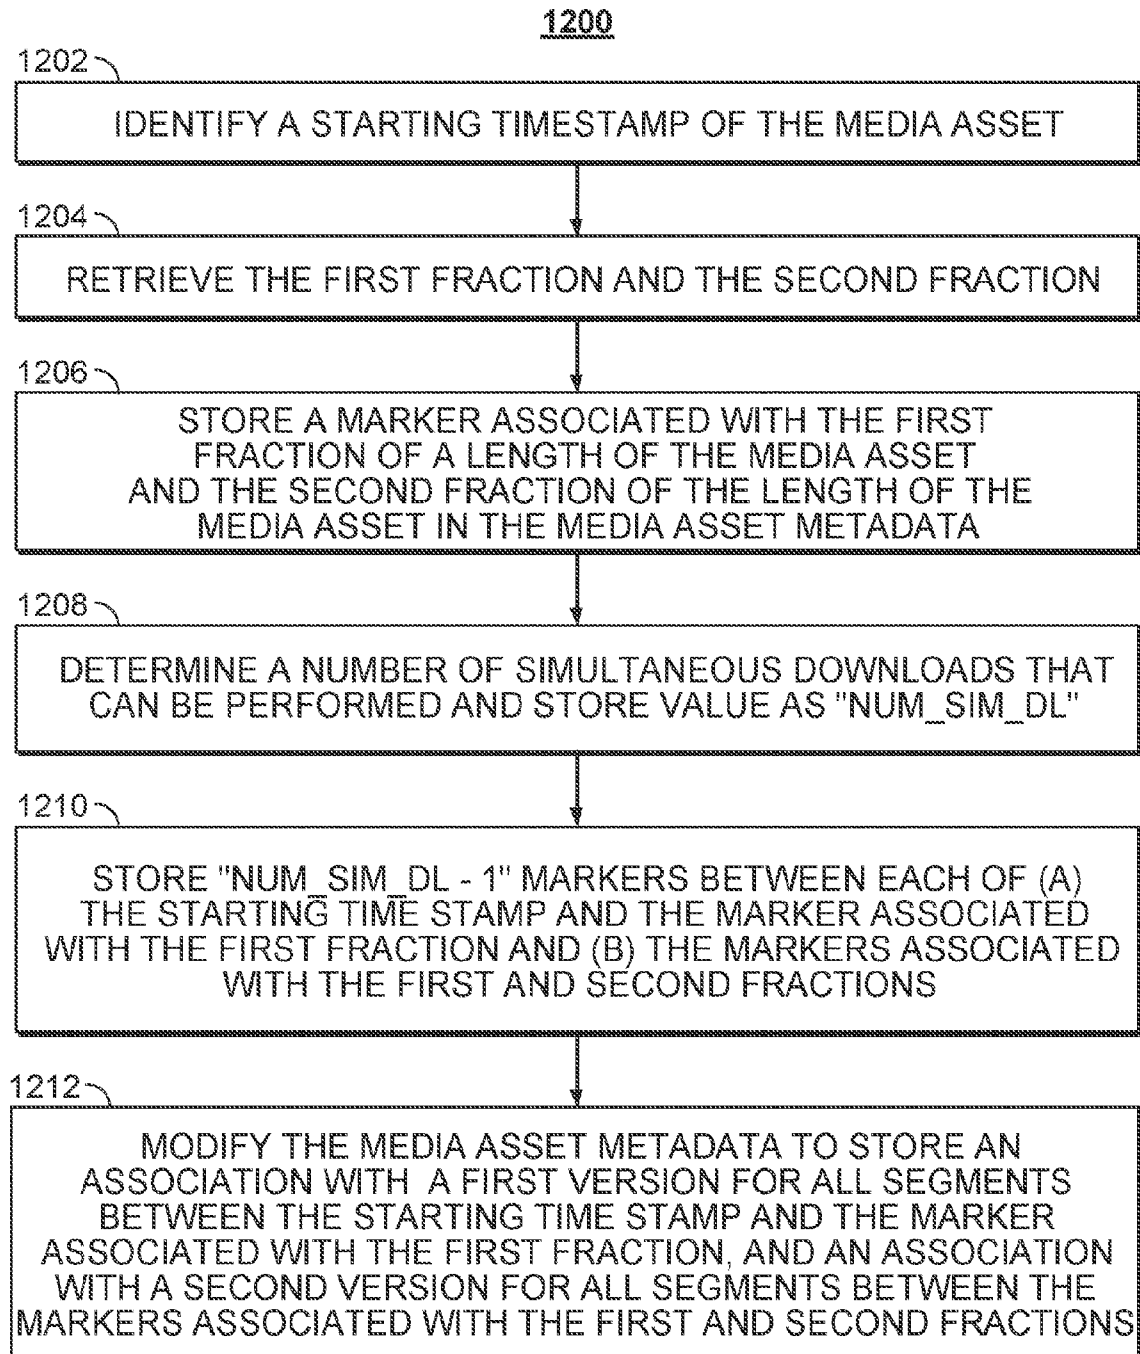 1200
1202
IDENTIFY A STARTING TIMESTAMP OF THE MEDIA ASSET
1204
RETRIEVE THE FIRST FRACTION AND THE SECOND FRACTION
1206
STORE A MARKER ASSOCIATED WITH THE FIRST
FRACTION OF A LENGTH OF THE MEDIA ASSET
AND THE SECOND FRACTION OF THE LENGTH OF THE
MEDIA ASSET IN THE MEDIA ASSET METADATA
1208
DETERMINE A NUMBER OF SIMULTANEOUS DOWNLOADS THAT
CAN BE PERFORMED AND STORE VALUE AS "NUM_SIM_DL"
1210
STORE "NUM_SIM_DL - 1" MARKERS BETWEEN EACH OF (A)
THE STARTING TIME STAMP AND THE MARKER ASSOCIATED
WITH THE FIRST FRACTION AND (B) THE MARKERS ASSOCIATED
WITH THE FIRST AND SECOND FRACTIONS
1212
MODIFY THE MEDIA ASSET METADATA TO STORE AN
ASSOCIATION WITH A FIRST VERSION FOR ALL SEGMENTS
BETWEEN THE STARTING TIME STAMP AND THE MARKER
ASSOCIATED WITH THE FIRST FRACTION, AND AN ASSOCIATION
WITH A SECOND VERSION FOR ALL SEGMENTS BETWEEN THE
MARKERS ASSOCIATED WITH THE FIRST AND SECOND FRACTIONS